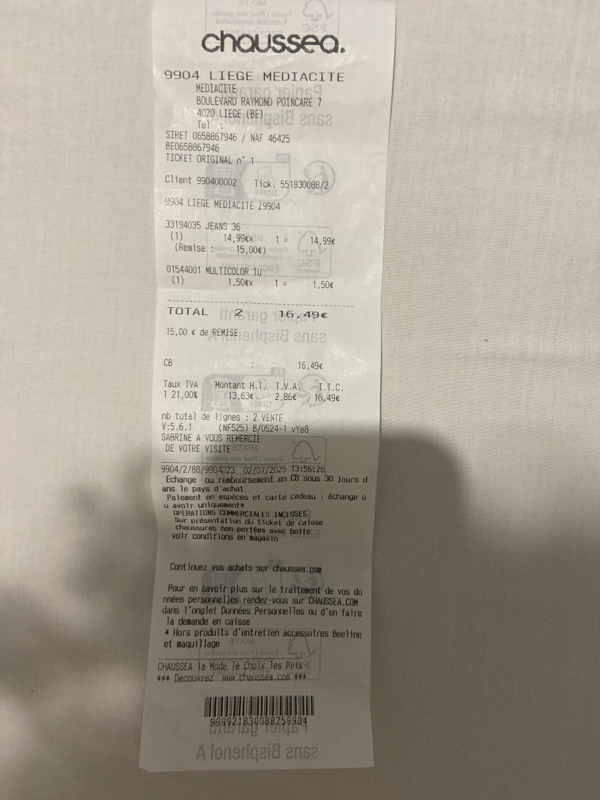 chaussea.
9904 LIEGE MEDIACITE
MEDIACITE
BOULEVARD RAYMOND POINCARE 7
4020 LIEGE (BE)
Tel :
SIRET 0658867946 / NAF 46425
BE0658867946
TICKET ORIGINAL n° 1
Client 990400002 Tick. 551830088/2
9904 LIEGE MEDIACITE Z9904
33194035 JEANS 36
(1) 14,99€x 1 = 14,99€
(Remise : 15,00€)
01544001 MULTICOLOR TU
(1) 1,50€x 1 = 1,50€
TOTAL 2 16,49€
15,00 € de REMISE
CB : 16,49€
Taux TVA Montant H.T. T.V.A. T.T.C.
1 21,00% 13,63€ 2,86€ 16,49€
nb total de lignes : 2 VENTE
V:5.6.1 (NF525) B/0524-1 vYe8
SABRINE A VOUS REMERCIE
DE VOTRE VISITE
9904/2/88/9904023 02/07/2025 13:56:26
Echange ou remboursement en CB sous 30 jours d
ans le pays d'achat
Paiement en espèces et carte cadeau : échange o
u avoir uniquement*
OPERATIONS COMMERCIALES INCLUSES
Sur présentation du ticket de caisse
chaussures non portées avec boite
voir conditions en magasin
Continuez vos achats sur chaussea.com
Pour en savoir plus sur le traitement de vos do
nnées personnelles rendez-vous sur CHAUSSEA.COM
dans l'onglet Données Personnelles ou d'en faire
la demande en caisse
* Hors produits d'entretien accessoires Beeline
et maquillage
CHAUSSEA la Mode le Choix les Prix
*** Decouvrez www.chaussea.com ***
999921830088259904